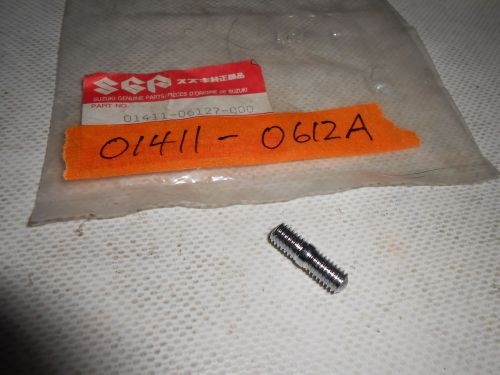 SGP スズキ純正部品
SUZUKI GENUINE PARTS/PIECES D'ORIGINE DE SUZUKI
PART NO.
01411-06127-000
01411-0612A